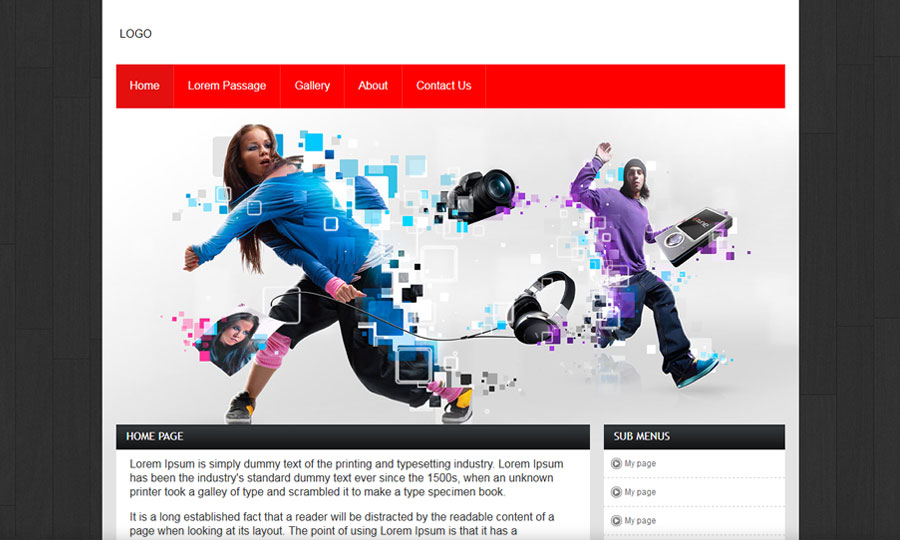 LOGO
Home Lorem Passage Gallery About Contact Us
HOME PAGE
Lorem Ipsum is simply dummy text of the printing and typesetting industry. Lorem Ipsum
has been the industry's standard dummy text ever since the 1500s, when an unknown
printer took a galley of type and scrambled it to make a type specimen book.
It is a long established fact that a reader will be distracted by the readable content of a
page when looking at its layout. The point of using Lorem Ipsum is that it has a
SUB MENUS
My page
My page
My page